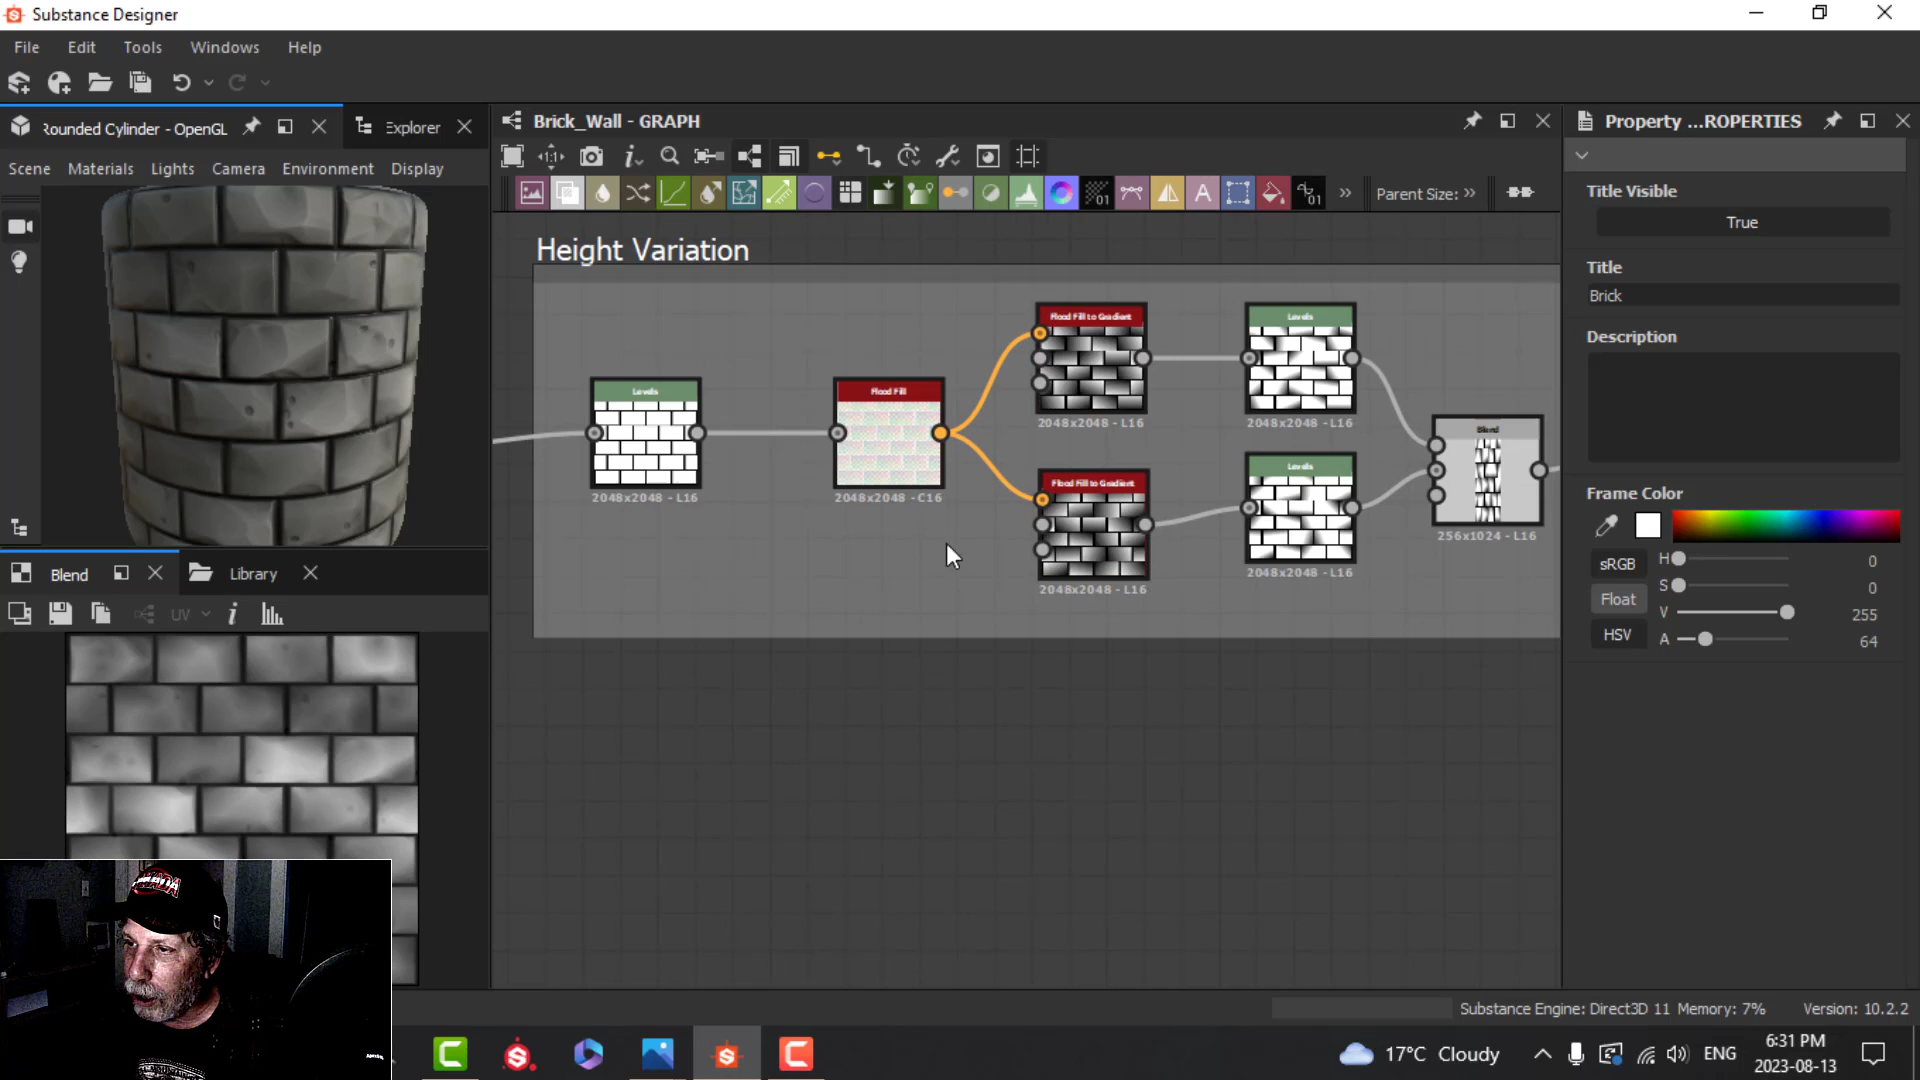 Substance Designer
File Edit Tools Windows Help
Rounded Cylinder - OpenGL
Explorer
Scene Materials Lights Camera Environment Display
Brick_Wall - GRAPH
Parent Size: »
Height Variation
Levels
2048x2048 - L16
Flood Fill
2048x2048 - C16
Flood Fill to Gradient
2048x2048 - L16
Levels
2048x2048 - L16
Flood Fill to Gradient
2048x2048 - L16
Levels
2048x2048 - L16
Blend
256x1024 - L16
Property ...ROPERTIES
Title Visible
True
Title
Brick
Description
Frame Color
sRGB
Float
HSV
H 0
S 0
V 255
A 64
Blend
Library
UV
Substance Engine: Direct3D 11 Memory: 7% Version: 10.2.2
17°C Cloudy
ENG
6:31 PM
2023-08-13